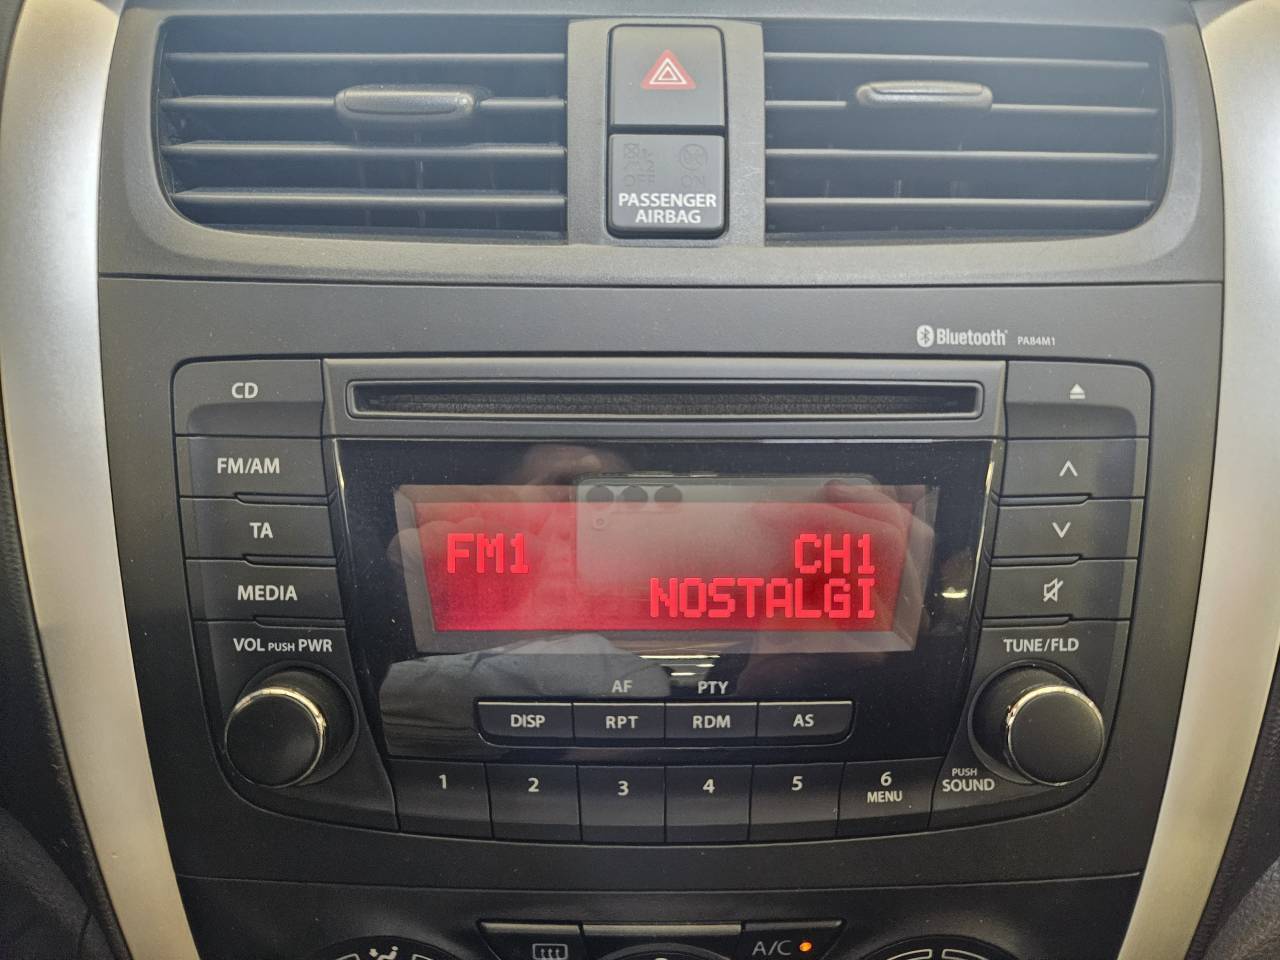 PASSENGER
AIRBAG
Bluetooth PA84M1
CD
FM/AM
TA
MEDIA
VOL PUSH PWR
FM1 CH1
NOSTALGI
TUNE/FLD
AF PTY
DISP RPT RDM AS
1 2 3 4 5 6
MENU
PUSH
SOUND
A/C